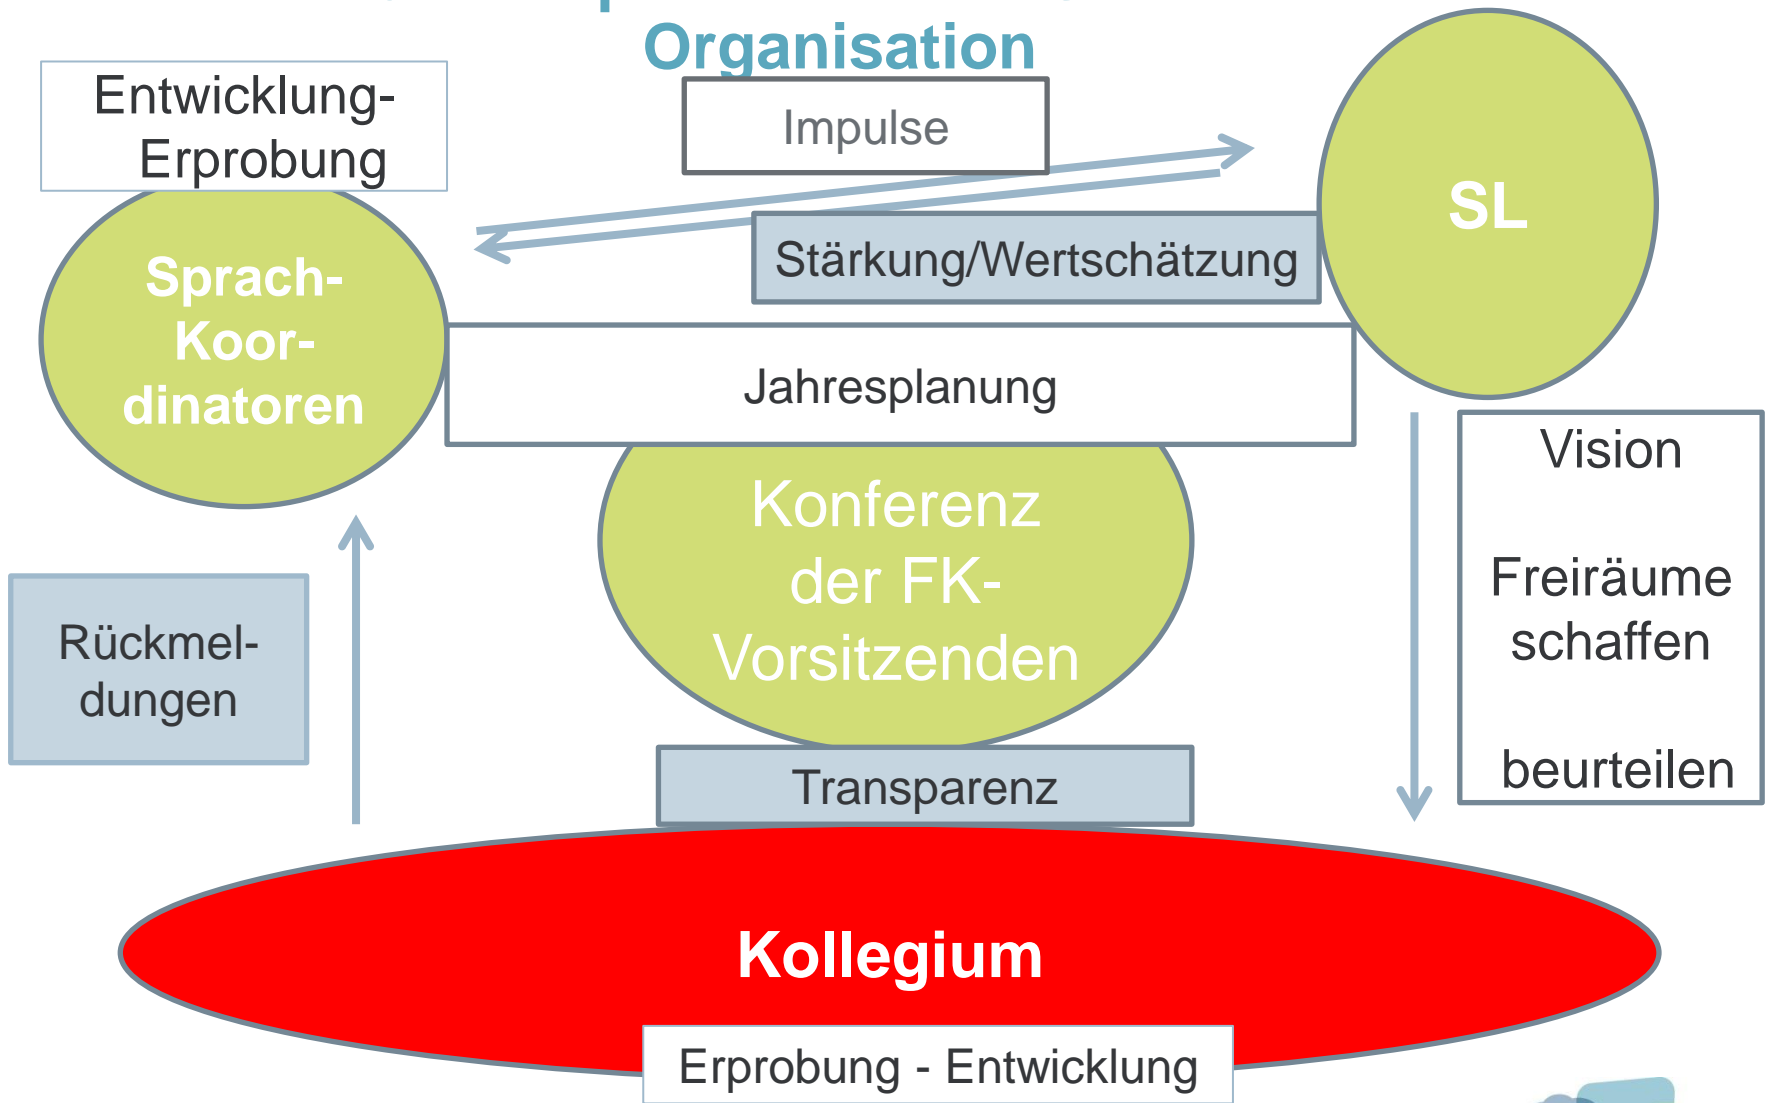 Organisation
Entwicklung-
Erprobung
Impulse
SL
Stärkung/Wertschätzung
Sprach-
Koor-
dinatoren
Jahresplanung
Vision
Freiräume
schaffen
beurteilen
Konferenz
der FK-
Vorsitzenden
Rückmel-
dungen
Transparenz
Kollegium
Erprobung - Entwicklung